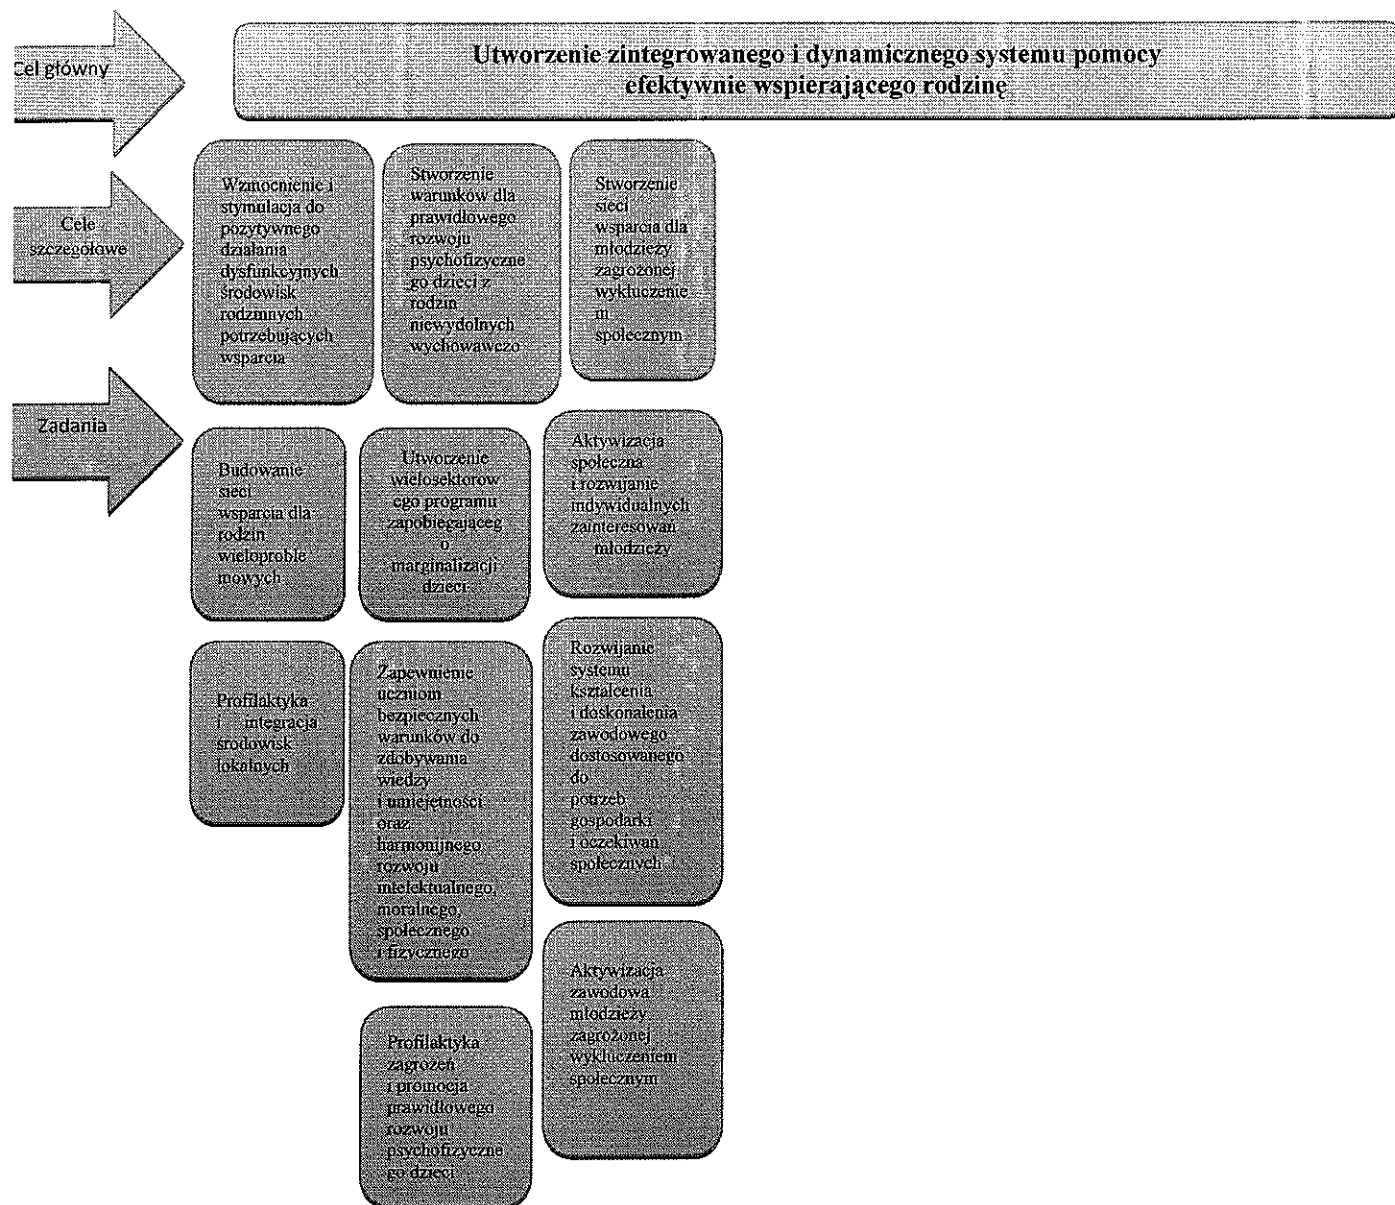 Cel główny
Utworzenie zintegrowanego i dynamicznego systemu pomocy
efektywnie wspierającego rodzinę
Cele
szczegółowe
Wzmocnienie i
stymulacja do
pozytywnego
działania
dysfunkcyjnych
środowisk
rodzinnych
potrzebujących
wsparcia
Stworzenie
warunków dla
prawidłowego
rozwoju
psychofizyczne
go dzieci z
rodzin
niewydolnych
wychowawczo
Stworzenie
sieci
wsparcia dla
młodzieży
zagrożonej
wykluczenie
m
społecznym
Zadania
Budowanie
sieci
wsparcia dla
rodzin
wieloproble
mowych
Utworzenie
wielosektorow
ego programu
zapobiegająceg
o
marginalizacji
dzieci
Aktywizacja
społeczna
i rozwijanie
indywidualnych
zainteresowań
młodzieży
Profilaktyka
i integracja
środowisk
lokalnych
Zapewnienie
uczniom
bezpiecznych
warunków do
zdobywania
wiedzy
i umiejętności
oraz
harmonijnego
rozwoju
intelektualnego,
moralnego,
społecznego
i fizycznego
Rozwijanie
systemu
kształcenia
i doskonalenia
zawodowego
dostosowanego
do
potrzeb
gospodarki
i oczekiwań
społecznych
Profilaktyka
zagrożeń
i promocja
prawidłowego
rozwoju
psychofizyczne
go dzieci
Aktywizacja
zawodowa
młodzieży
zagrożonej
wykluczeniem
społecznym